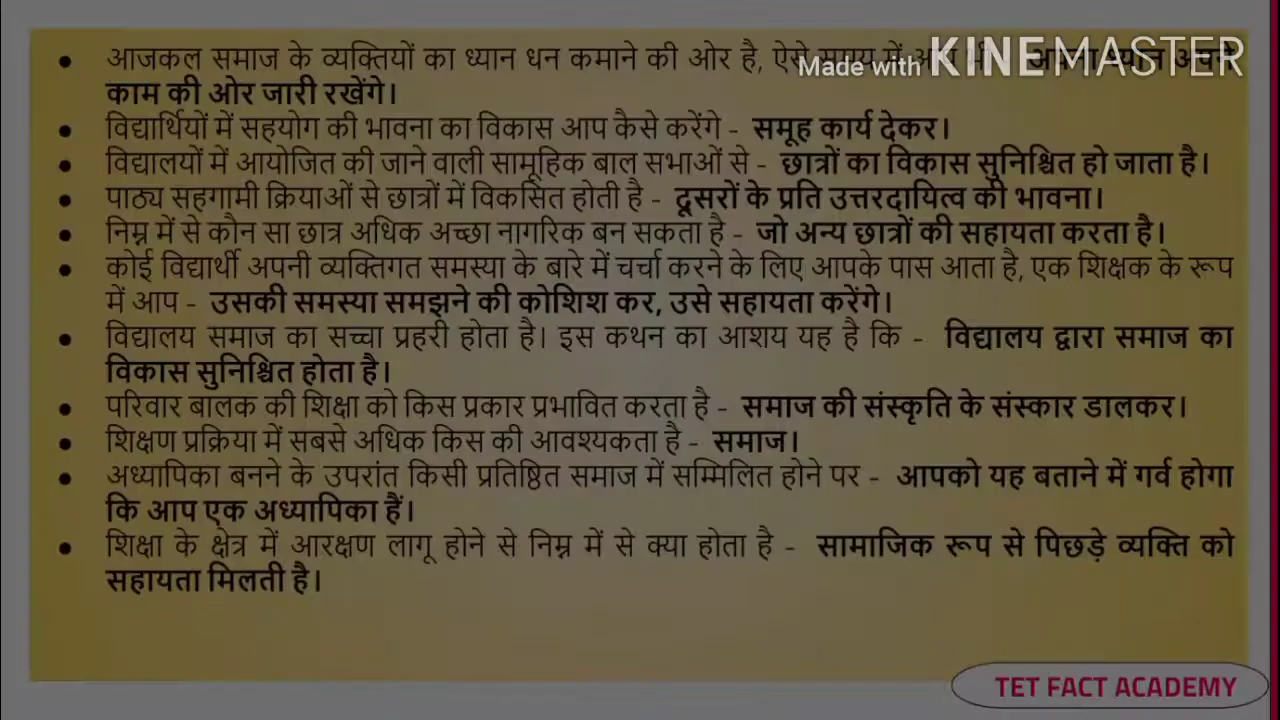 आजकल समाज के व्यक्तियों का ध्यान धन कमाने की ओर है, ऐसे समय में
Made with KINEMASTER
काम की ओर जारी रखेंगे।
विद्यार्थियों में सहयोग की भावना का विकास आप कैसे करेंगे - समूह कार्य देकर।
विद्यालयों में आयोजित की जाने वाली सामूहिक बाल सभाओं से - छात्रों का विकास सुनिश्चित हो जाता है।
पाठ्य सहगामी क्रियाओं से छात्रों में विकसित होती है - दूसरों के प्रति उत्तरदायित्व की भावना।
निम्न में से कौन सा छात्र अधिक अच्छा नागरिक बन सकता है - जो अन्य छात्रों की सहायता करता है।
कोई विद्यार्थी अपनी व्यक्तिगत समस्या के बारे में चर्चा करने के लिए आपके पास आता है, एक शिक्षक के रूप
में आप - उसकी समस्या समझने की कोशिश कर, उसे सहायता करेंगे।
विद्यालय समाज का सच्चा प्रहरी होता है। इस कथन का आशय यह है कि - विद्यालय द्वारा समाज का
विकास सुनिश्चित होता है।
परिवार बालक की शिक्षा को किस प्रकार प्रभावित करता है - समाज की संस्कृति के संस्कार डालकर।
शिक्षण प्रक्रिया में सबसे अधिक किस की आवश्यकता है - समाज।
अध्यापिका बनने के उपरांत किसी प्रतिष्ठित समाज में सम्मिलित होने पर - आपको यह बताने में गर्व होगा
कि आप एक अध्यापिका हैं।
शिक्षा के क्षेत्र में आरक्षण लागू होने से निम्न में से क्या होता है - सामाजिक रूप से पिछड़े व्यक्ति को
सहायता मिलती है।
TET FACT ACADEMY